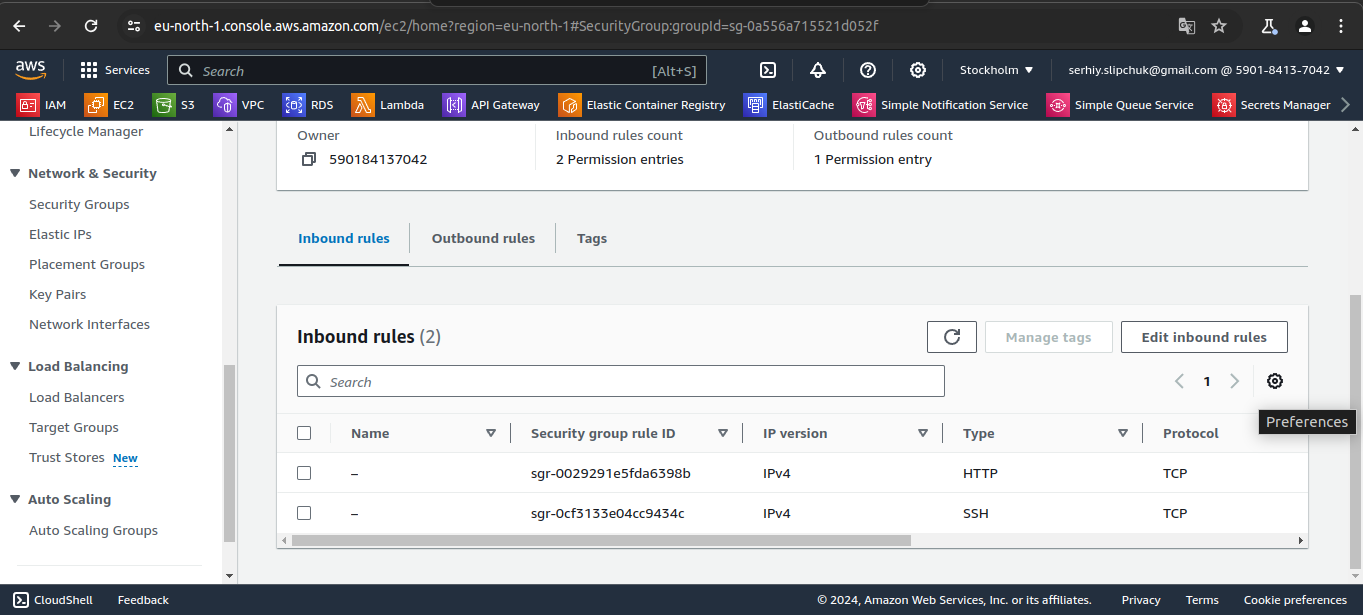 eu-north-1.console.aws.amazon.com/ec2/home?region=eu-north-1#SecurityGroup:groupId=sg-0a556a715521d052f
aws Services Search [Alt+S] Stockholm serhiy.slipchuk@gmail.com @ 5901-8413-7042
IAM EC2 S3 VPC RDS Lambda API Gateway Elastic Container Registry ElastiCache Simple Notification Service Simple Queue Service Secrets Manager
Lifecycle Manager
Network & Security
Security Groups
Elastic IPs
Placement Groups
Key Pairs
Network Interfaces
Load Balancing
Load Balancers
Target Groups
Trust Stores New
Auto Scaling
Auto Scaling Groups
Owner Inbound rules count Outbound rules count
590184137042 2 Permission entries 1 Permission entry
Inbound rules Outbound rules Tags
Inbound rules (2) Manage tags Edit inbound rules
Search 1
Preferences
Name Security group rule ID IP version Type Protocol
– sgr-0029291e5fda6398b IPv4 HTTP TCP
– sgr-0cf3133e04cc9434c IPv4 SSH TCP
CloudShell Feedback © 2024, Amazon Web Services, Inc. or its affiliates. Privacy Terms Cookie preferences